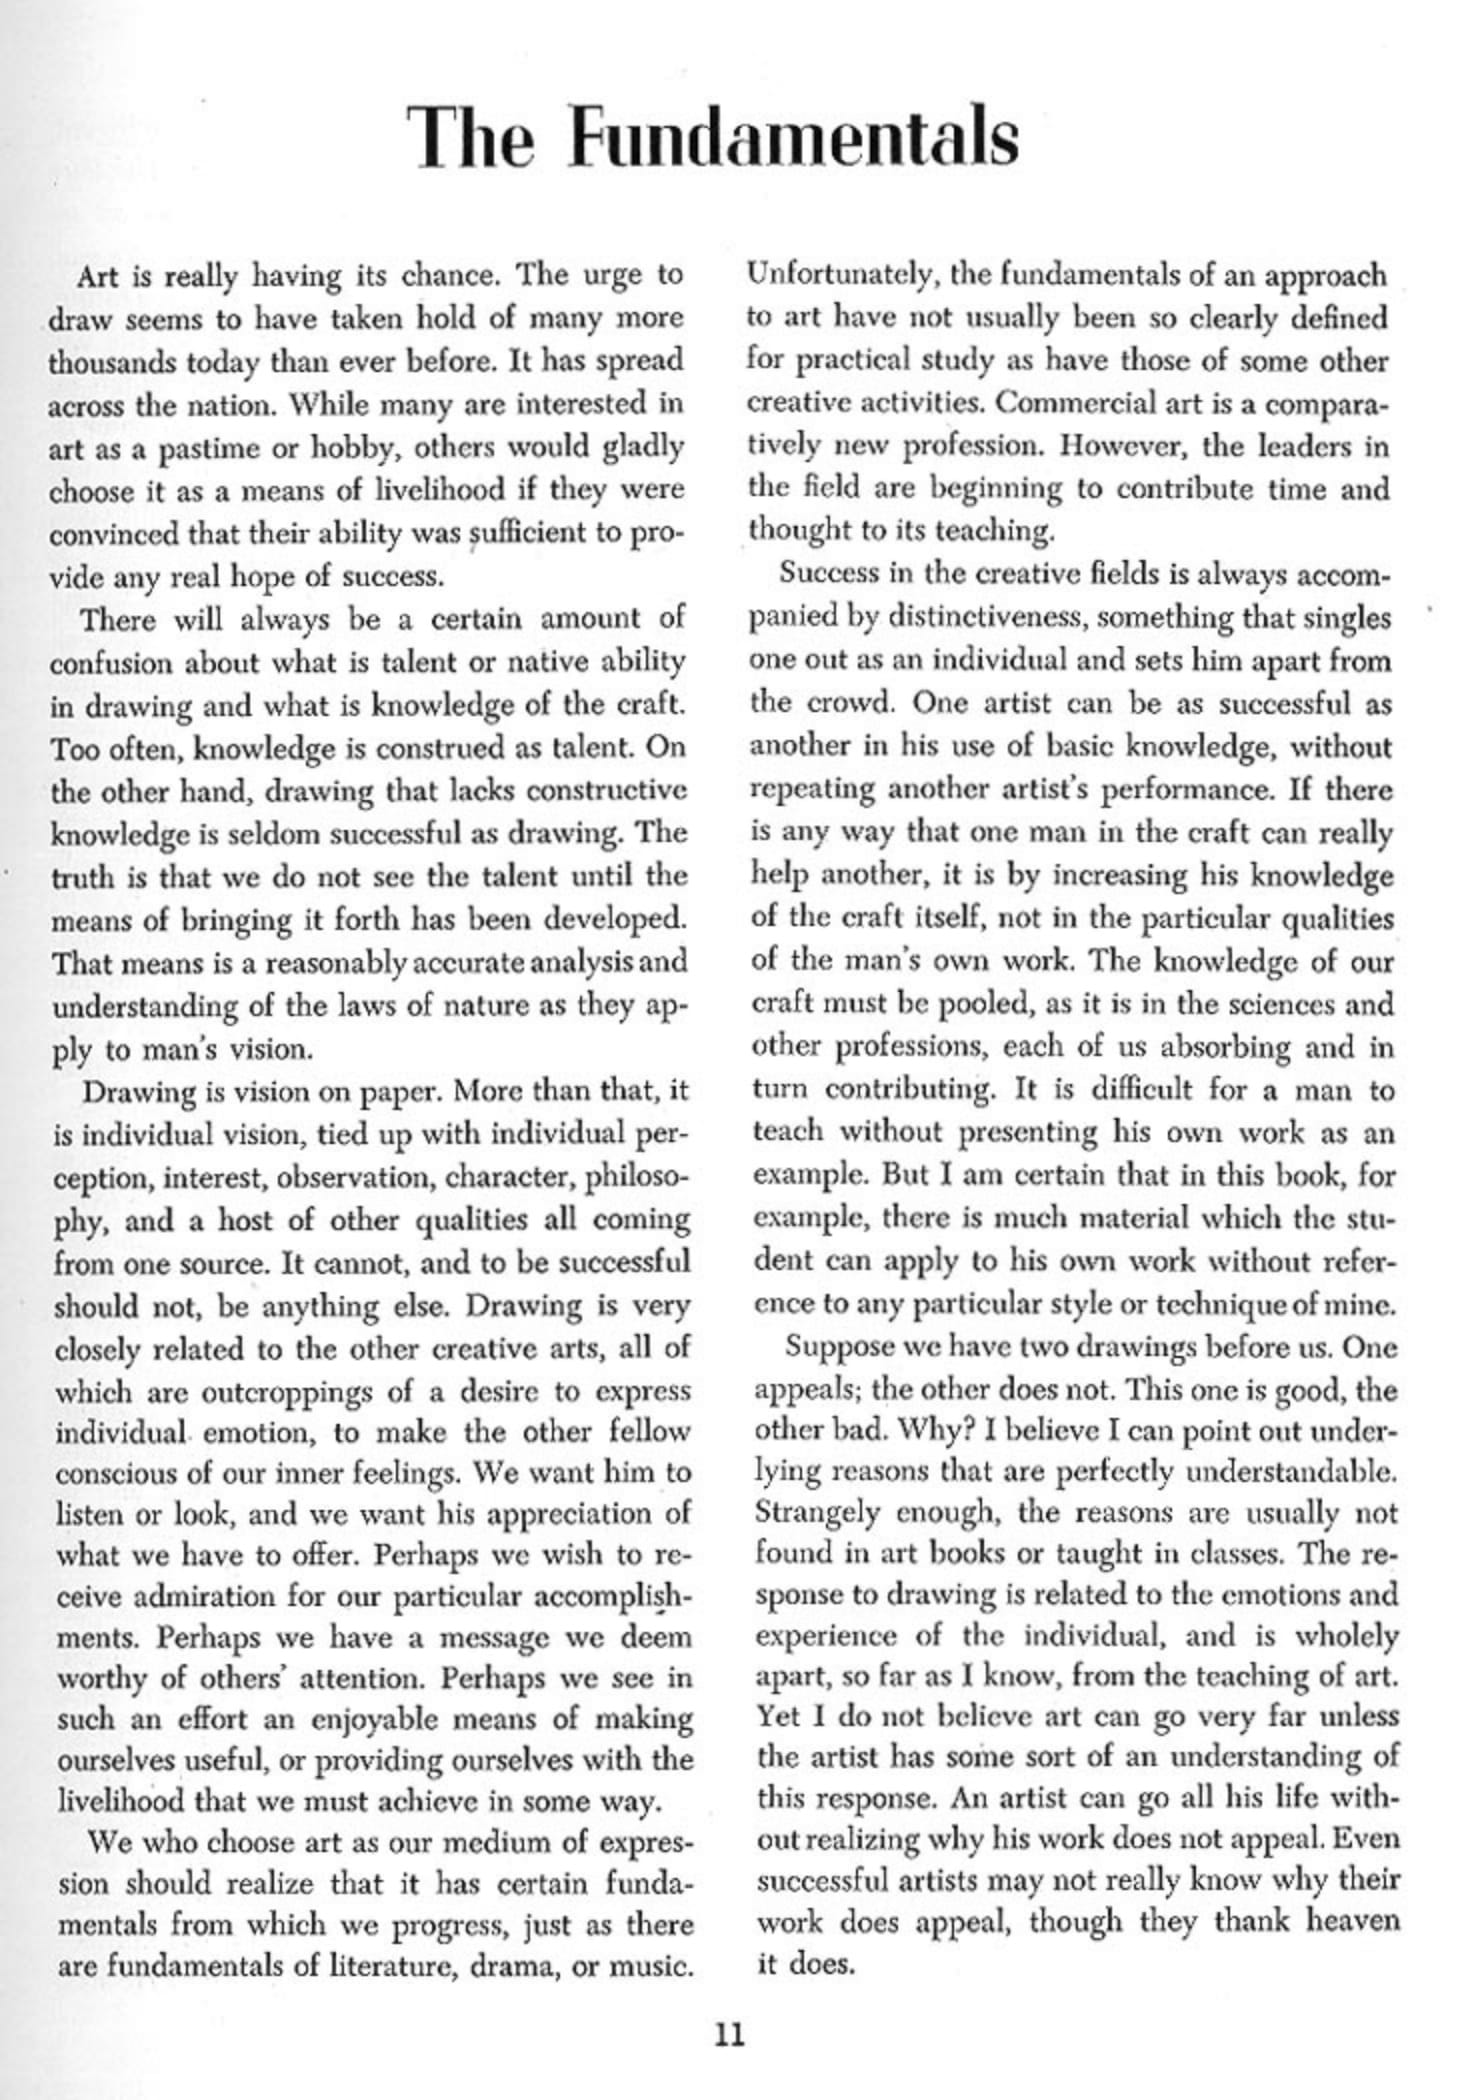 The Fundamentals
Art is really having its chance. The urge to
draw seems to have taken hold of many more
thousands today than ever before. It has spread
across the nation. While many are interested in
art as a pastime or hobby, others would gladly
choose it as a means of livelihood if they were
convinced that their ability was sufficient to pro-
vide any real hope of success.
There will always be a certain amount of
confusion about what is talent or native ability
in drawing and what is knowledge of the craft.
Too often, knowledge is construed as talent. On
the other hand, drawing that lacks constructive
knowledge is seldom successful as drawing. The
truth is that we do not see the talent until the
means of bringing it forth has been developed.
That means is a reasonably accurate analysis and
understanding of the laws of nature as they ap-
ply to man's vision.
Drawing is vision on paper. More than that, it
is individual vision, tied up with individual per-
ception, interest, observation, character, philoso-
phy, and a host of other qualities all coming
from one source. It cannot, and to be successful
should not, be anything else. Drawing is very
closely related to the other creative arts, all of
which are outcroppings of a desire to express
individual emotion, to make the other fellow
conscious of our inner feelings. We want him to
listen or look, and we want his appreciation of
what we have to offer. Perhaps we wish to re-
ceive admiration for our particular accomplish-
ments. Perhaps we have a message we deem
worthy of others' attention. Perhaps we see in
such an effort an enjoyable means of making
ourselves useful, or providing ourselves with the
livelihood that we must achieve in some way.
We who choose art as our medium of expres-
sion should realize that it has certain funda-
mentals from which we progress, just as there
are fundamentals of literature, drama, or music.
Unfortunately, the fundamentals of an approach
to art have not usually been so clearly defined
for practical study as have those of some other
creative activities. Commercial art is a compara-
tively new profession. However, the leaders in
the field are beginning to contribute time and
thought to its teaching.
Success in the creative fields is always accom-
panied by distinctiveness, something that singles
one out as an individual and sets him apart from
the crowd. One artist can be as successful as
another in his use of basic knowledge, without
repeating another artist's performance. If there
is any way that one man in the craft can really
help another, it is by increasing his knowledge
of the craft itself, not in the particular qualities
of the man's own work. The knowledge of our
craft must be pooled, as it is in the sciences and
other professions, each of us absorbing and in
turn contributing. It is difficult for a man to
teach without presenting his own work as an
example. But I am certain that in this book, for
example, there is much material which the stu-
dent can apply to his own work without refer-
ence to any particular style or technique of mine.
Suppose we have two drawings before us. One
appeals; the other does not. This one is good, the
other bad. Why? I believe I can point out under-
lying reasons that are perfectly understandable.
Strangely enough, the reasons are usually not
found in art books or taught in classes. The re-
sponse to drawing is related to the emotions and
experience of the individual, and is wholely
apart, so far as I know, from the teaching of art.
Yet I do not believe art can go very far unless
the artist has some sort of an understanding of
this response. An artist can go all his life with-
out realizing why his work does not appeal. Even
successful artists may not really know why their
work does appeal, though they thank heaven
it does.
11